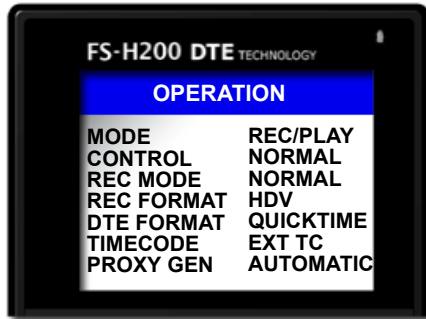 FS-H200 DTE TECHNOLOGY
OPERATION
MODE REC/PLAY
CONTROL NORMAL
REC MODE NORMAL
REC FORMAT HDV
DTE FORMAT QUICKTIME
TIMECODE EXT TC
PROXY GEN AUTOMATIC